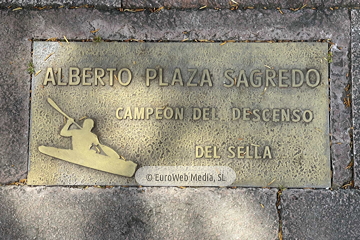 ALBERTO PLAZA SAGREDO
CAMPEON DEL DESCENSO
DEL SELLA
© EuroWeb Media, SL